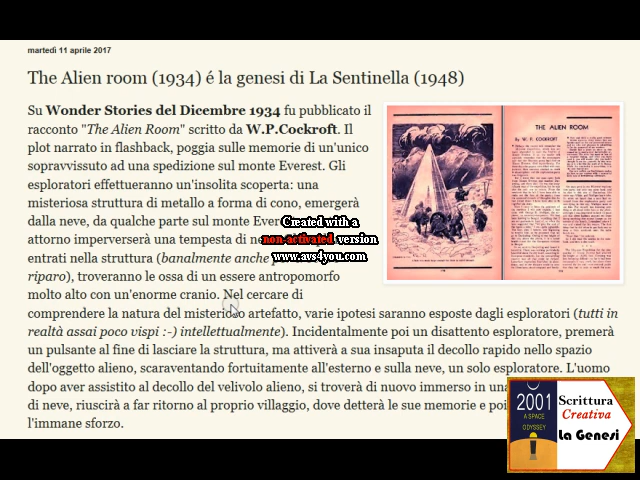 martedì 11 aprile 2017
The Alien room (1934) é la genesi di La Sentinella (1948)
Su Wonder Stories del Dicembre 1934 fu pubblicato il
racconto "The Alien Room" scritto da W.P.Cockroft. Il
plot narrato in flashback, poggia sulle memorie di un'unico
sopravvissuto ad una spedizione sul monte Everest. Gli
esploratori effettueranno un'insolita scoperta: una
misteriosa struttura di metallo a forma di cono, emergerà
dalla neve, da qualche parte sul monte Ever
attorno imperverserà una tempesta di n
entrati nella struttura (banalmente anche p
riparo), troveranno le ossa di un essere antropomorfo
molto alto con un'enorme cranio. Nel cercare di
comprendere la natura del misterioso artefatto, varie ipotesi saranno esposte dagli esploratori (tutti in
realtà assai poco vispi :-) intellettualmente). Incidentalmente poi un disattento esploratore, premerà
un pulsante al fine di lasciare la struttura, ma attiverà a sua insaputa il decollo rapido nello spazio
dell'oggetto alieno, scaraventando fortuitamente all'esterno e sulla neve, un solo esploratore. L'uomo
dopo aver assistito al decollo del velivolo alieno, si troverà di nuovo immerso in una
di neve, riuscirà a far ritorno al proprio villaggio, dove detterà le sue memorie e poi
l'immane sforzo.
THE ALIEN ROOM
By W. P. COCKROFT
Created with a
non-activated version
www.avs4you.com
2001
A SPACE
ODYSSEY
Scrittura
Creativa
La Genesi